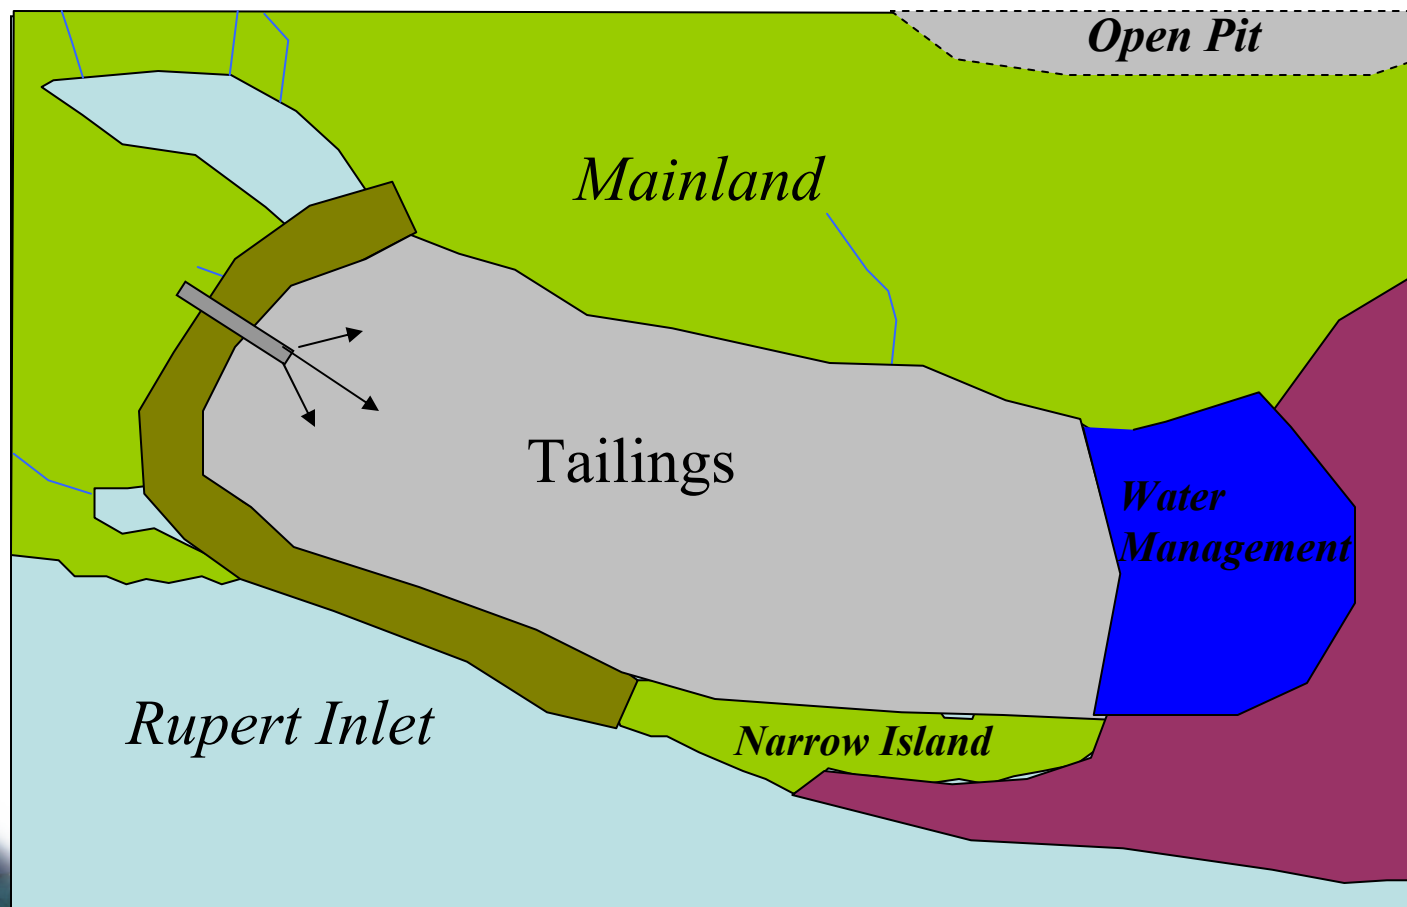 Open Pit
Mainland
Tailings
Water
Management
Rupert Inlet
Narrow Island